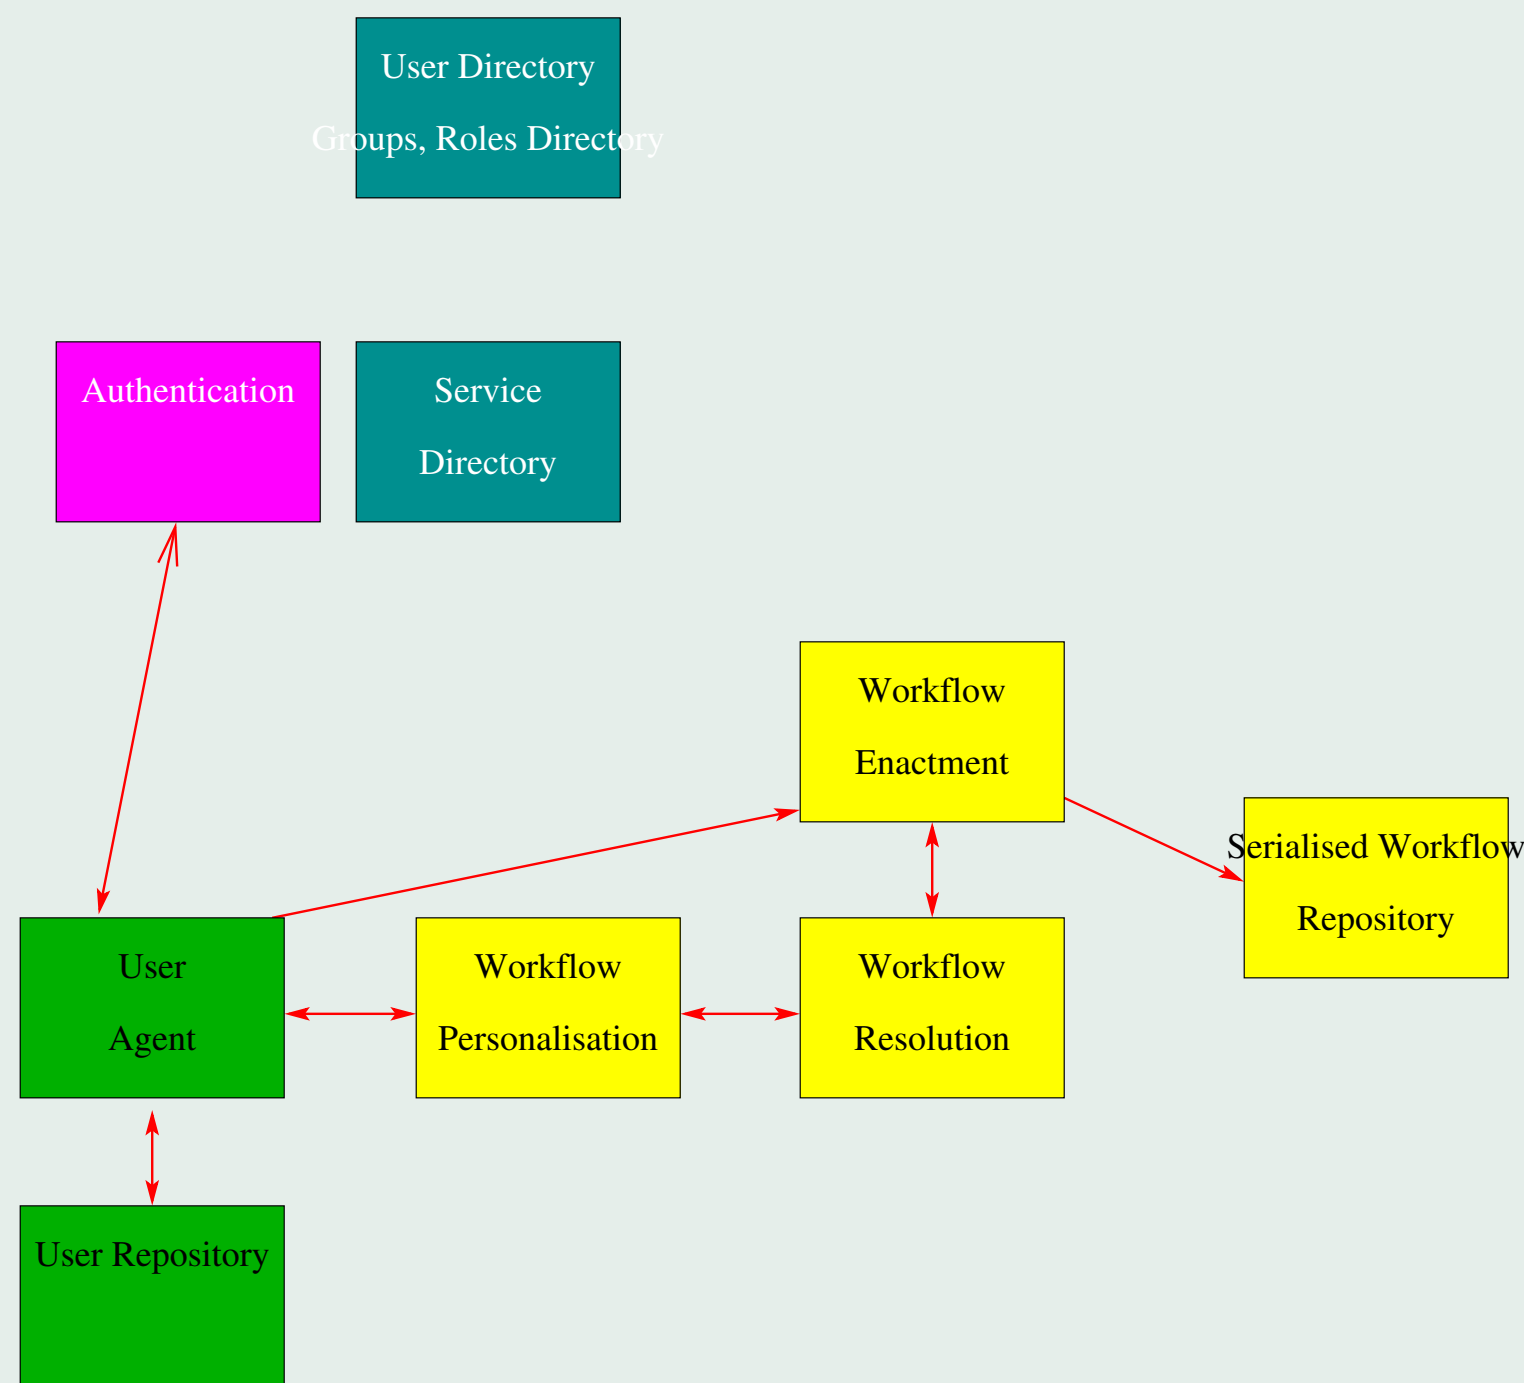 User Directory
Groups, Roles Directory
Authentication
Service
Directory
Workflow
Enactment
Serialised Workflow
Repository
User
Agent
Workflow
Personalisation
Workflow
Resolution
User Repository